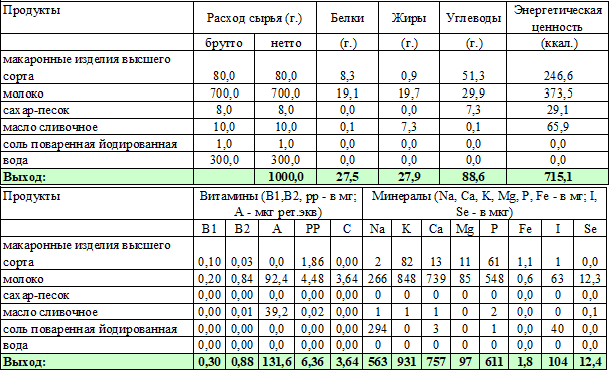 Продукты Расход сырья (г.) Белки Жиры Углеводы Энергетическая ценность
брутто нетто (г.) (г.) (г.) (ккал.)
макаронные изделия высшего
сорта 80,0 80,0 8,3 0,9 51,3 246,6
молоко 700,0 700,0 19,1 19,7 29,9 373,5
сахар-песок 8,0 8,0 0,0 0,0 7,3 29,1
масло сливочное 10,0 10,0 0,1 7,3 0,1 65,9
соль поваренная йодированная 1,0 1,0 0,0 0,0 0,0 0,0
вода 300,0 300,0 0,0 0,0 0,0 0,0
Выход: 1000,0 27,5 27,9 88,6 715,1
Продукты Витамины (B1,B2, pp - в мг; Минералы (Na, Ca, K, Mg, P, Fe - в мг; I,
A - мкг рет.экв) Se - в мкг)
B1 B2 A PP C Na K Ca Mg P Fe I Se
макаронные изделия высшего
сорта 0,10 0,03 0,0 1,86 0,00 2 82 13 11 61 1,1 1 0,0
молоко 0,20 0,84 92,4 4,48 3,64 266 848 739 85 548 0,6 63 12,3
сахар-песок 0,00 0,00 0,0 0,00 0,00 0 0 0 0 0 0,0 0 0,0
масло сливочное 0,00 0,01 39,2 0,02 0,00 1 1 1 0 2 0,0 0 0,1
соль поваренная йодированная 0,00 0,00 0,0 0,00 0,00 294 0 3 0 1 0,0 40 0,0
вода 0,00 0,00 0,0 0,00 0,00 0 0 0 0 0 0,0 0 0,0
Выход: 0,30 0,88 131,6 6,36 3,64 563 931 757 97 611 1,8 104 12,4